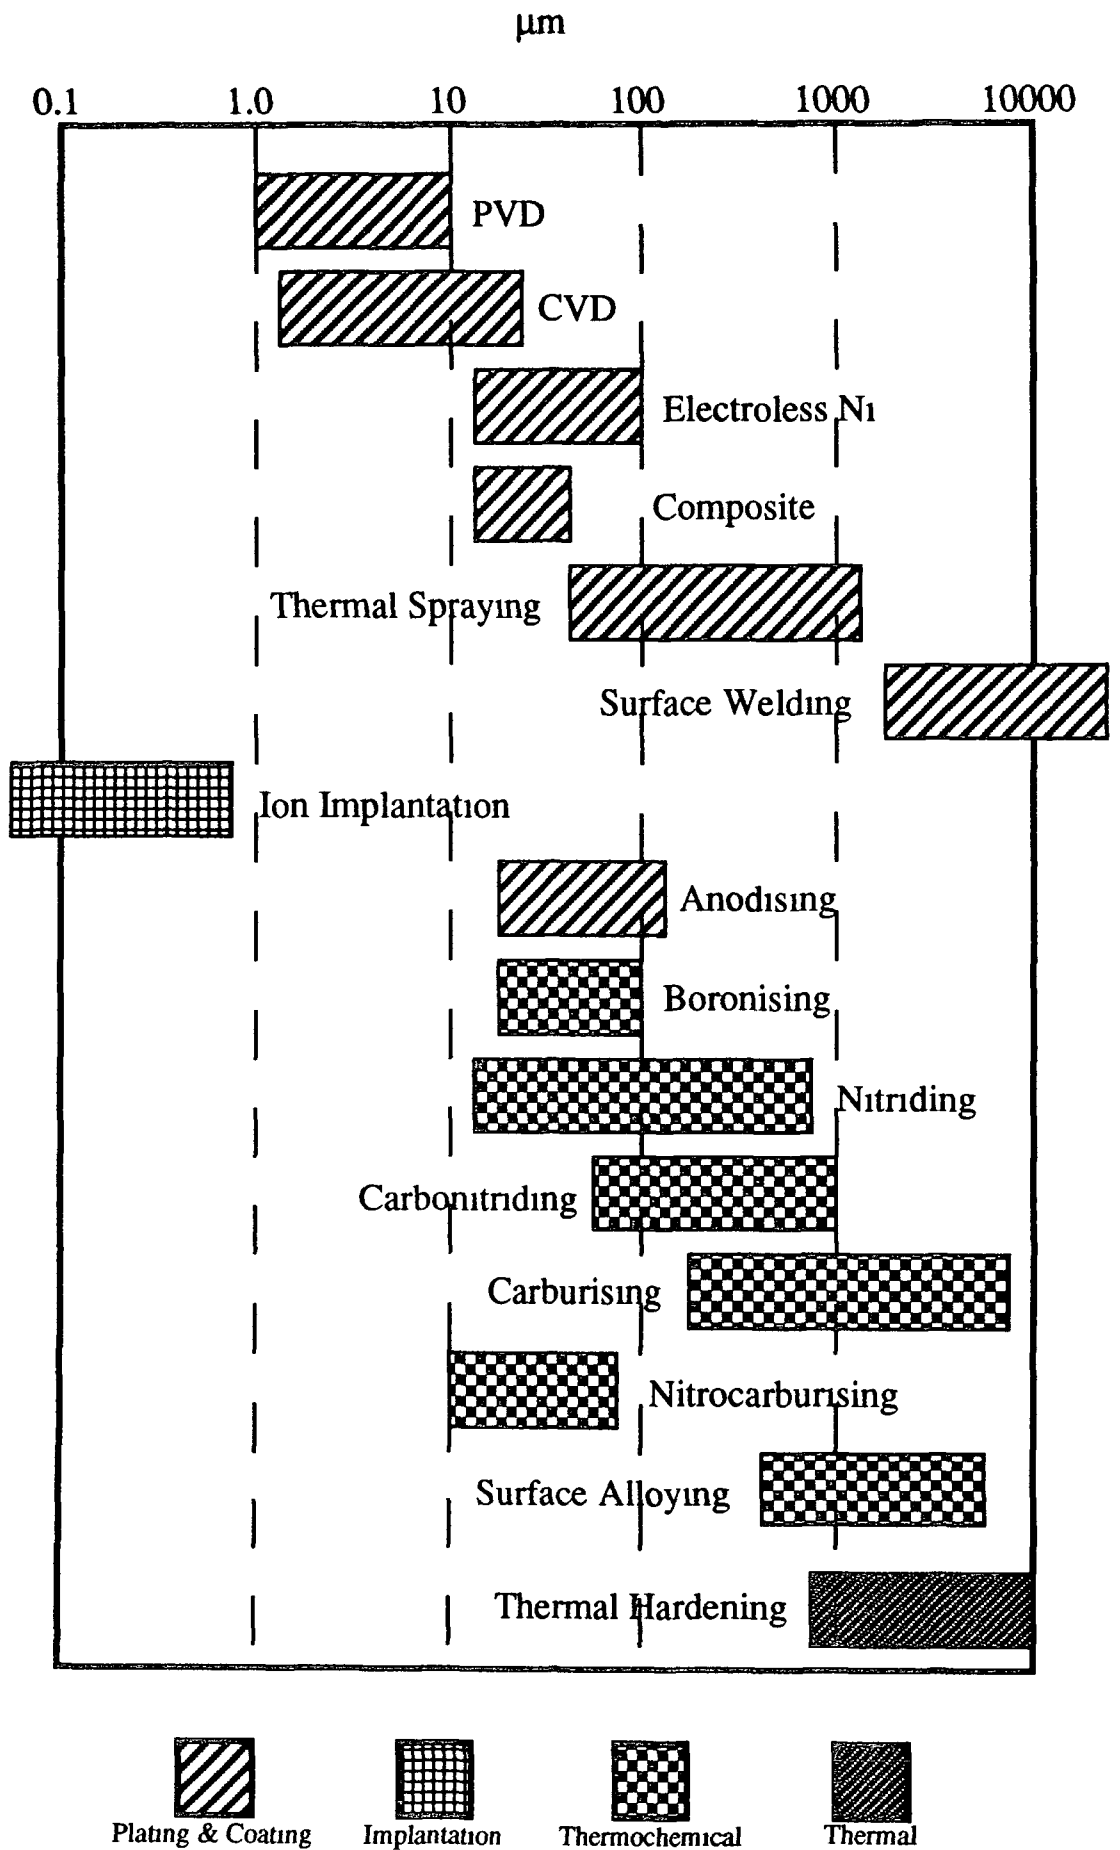 µm
0.1 1.0 10 100 1000 10000
PVD
CVD
Electroless Ni
Composite
Thermal Spraying
Surface Welding
Ion Implantation
Anodising
Boronising
Nitriding
Carbonitriding
Carburising
Nitrocarburising
Surface Alloying
Thermal Hardening
Plating & Coating Implantation Thermochemical Thermal